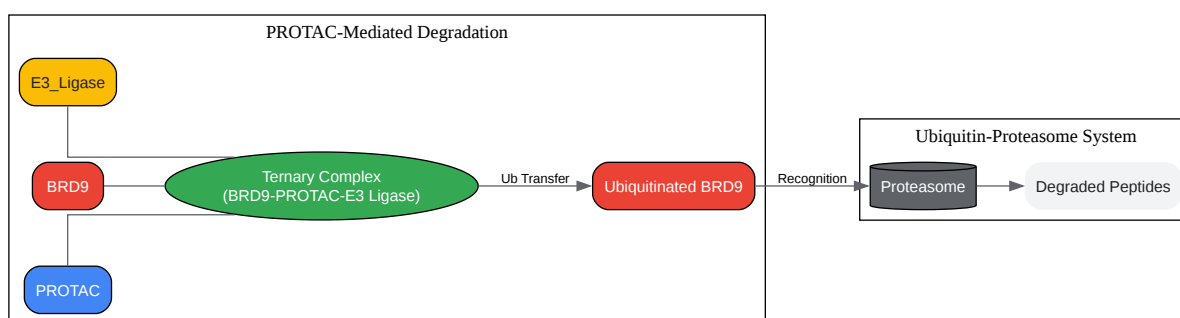 PROTAC-Mediated Degradation
E3_Ligase
BRD9
PROTAC
Ternary Complex
(BRD9-PROTAC-E3 Ligase)
Ub Transfer
Ubiquitinated BRD9
Recognition
Ubiquitin-Proteasome System
Proteasome
Degraded Peptides